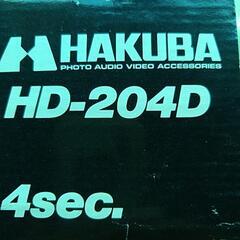 HAKUBA
PHOTO AUDIO VIDEO ACCESSORIES
HD-204D
4sec.